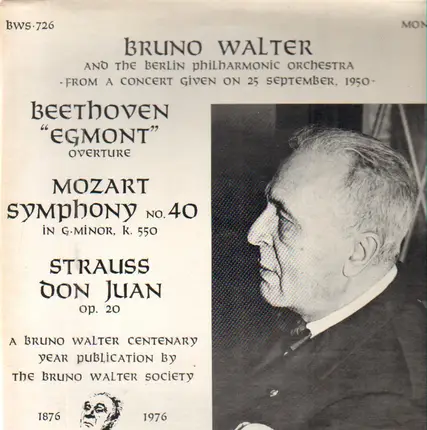 BWS-726
MON
BRUNO WALTER
AND THE BERLIN PHILHARMONIC ORCHESTRA
-FROM A CONCERT GIVEN ON 25 SEPTEMBER, 1950-
BEETHOVEN
"EGMONT"
OVERTURE
MOZART
SYMPHONY NO. 40
IN G-MINOR, K. 550
STRAUSS
DON JUAN
OP. 20
A BRUNO WALTER CENTENARY
YEAR PUBLICATION BY
THE BRUNO WALTER SOCIETY
1876 1976